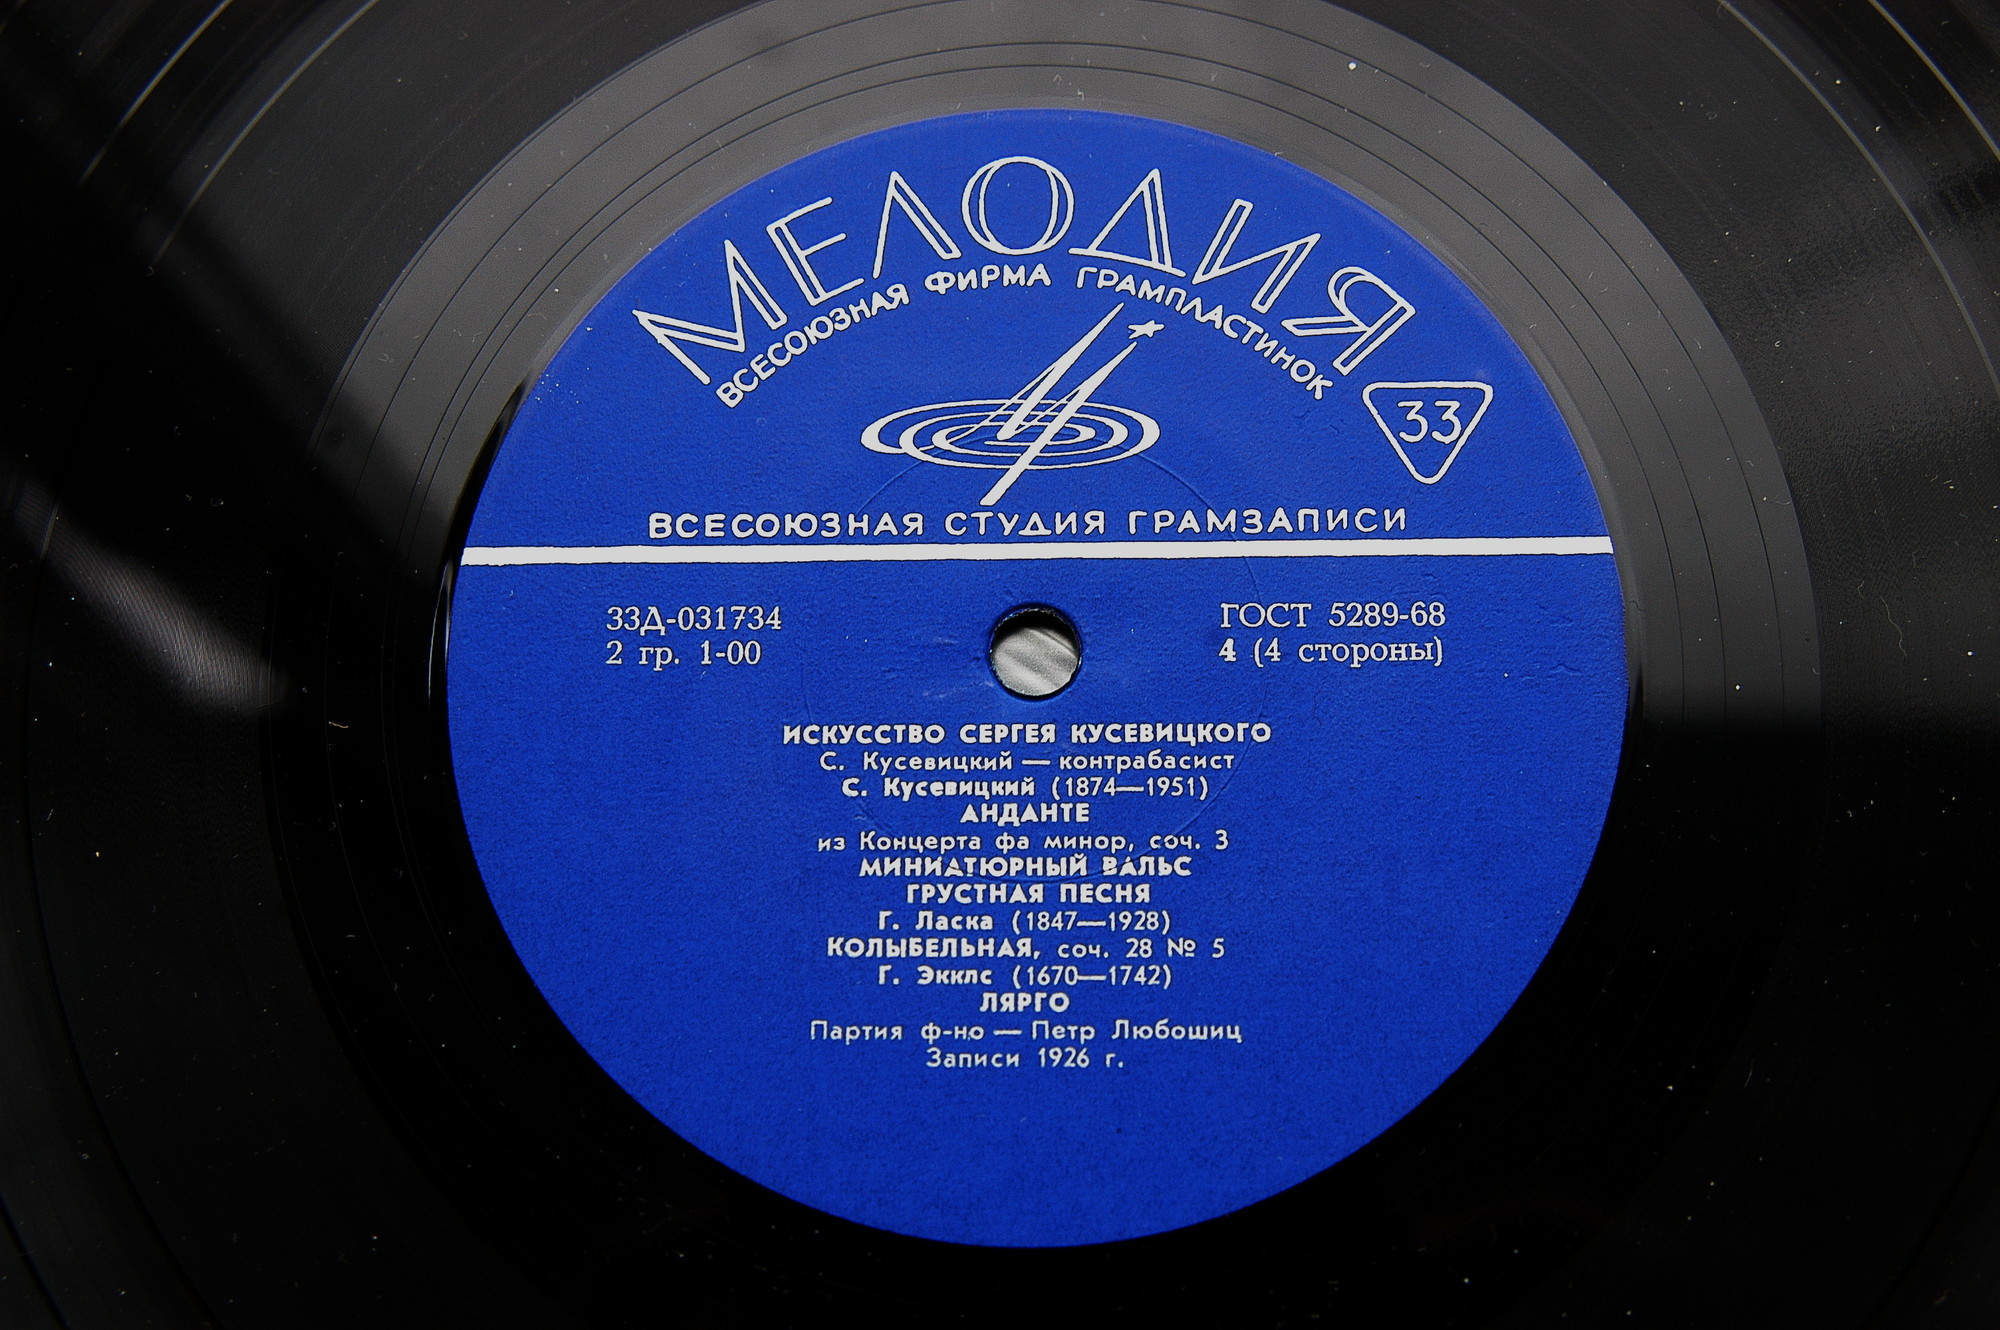 МЕЛОДИЯ
ВСЕСОЮЗНАЯ ФИРМА ГРАМПЛАСТИНОК
33
ВСЕСОЮЗНАЯ СТУДИЯ ГРАМЗАПИСИ
33Д-031734
2 гр. 1-00
ГОСТ 5289-68
4 (4 стороны)
ИСКУССТВО СЕРГЕЯ КУСЕВИЦКОГО
С. Кусевицкий — контрабасист
С. Кусевицкий (1874—1951)
АНДАНТЕ
из Концерта фа минор, соч. 3
МИНИАТЮРНЫЙ ВАЛЬС
ГРУСТНАЯ ПЕСНЯ
Г. Ласка (1847—1928)
КОЛЫБЕЛЬНАЯ, соч. 28 № 5
Г. Экклс (1670—1742)
ЛЯРГО
Партия ф-но — Петр Любошиц
Записи 1926 г.